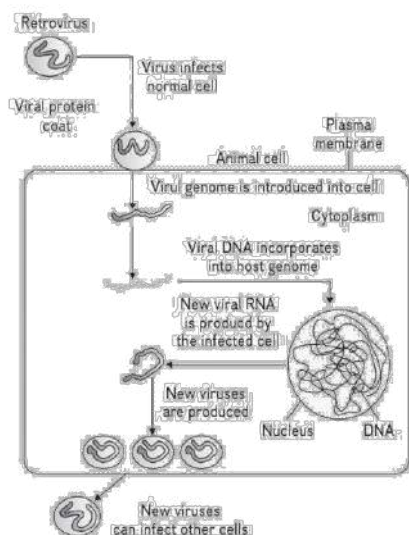 Retrovirus
Virus infects
normal cell
Viral protein
coat
Plasma
membrane
Animal cell
Viral genome is introduced into cell
Cytoplasm
Viral DNA incorporates
into host genome
New viral RNA
is produced by
the infected cell
New viruses
are produced
Nucleus
DNA
New viruses
can infect other cells